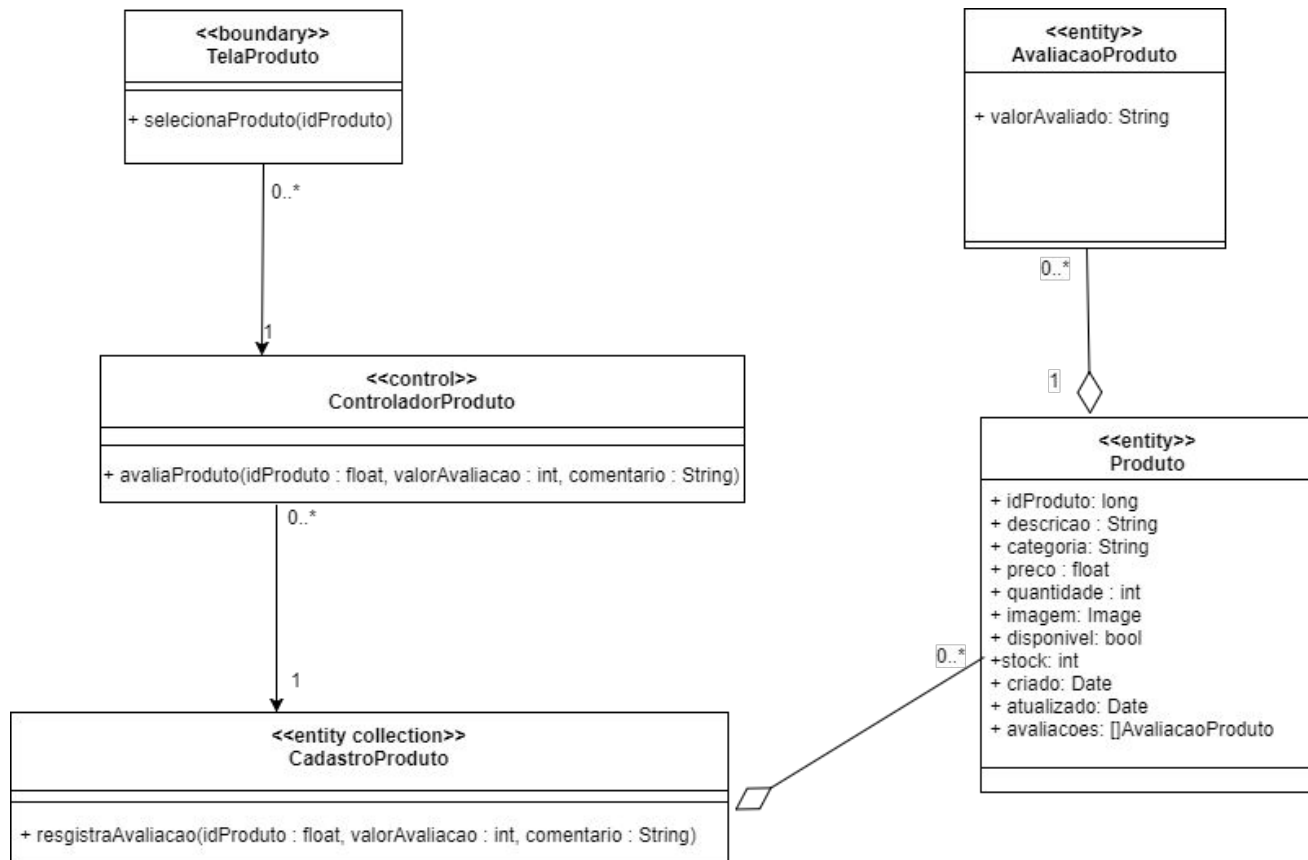 <<boundary>>
TelaProduto
+ selecionaProduto(idProduto)
0..*
1
<<control>>
ControladorProduto
+ avaliaProduto(idProduto : float, valorAvaliacao : int, comentario : String)
0..*
1
<<entity collection>>
CadastroProduto
+ resgistraAvaliacao(idProduto : float, valorAvaliacao : int, comentario : String)
<<entity>>
AvaliacaoProduto
+ valorAvaliado: String
0..*
1
<<entity>>
Produto
+ idProduto: long
+ descricao : String
+ categoria: String
+ preco : float
+ quantidade : int
+ imagem: Image
+ disponivel: bool
+stock: int
+ criado: Date
+ atualizado: Date
+ avaliacoes: []AvaliacaoProduto
0..*